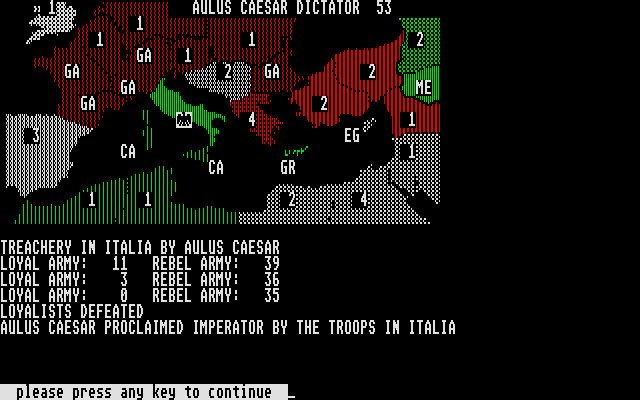 AULUS CAESAR DICTATOR 53
1
1
1 1
GA
GA 1 2
GA 2 GA 2
GA ME
GA 2
4 1
3 EG
CA 1
CA GR
1 1 2 4
TREACHERY IN ITALIA BY AULUS CAESAR
LOYAL ARMY: 11 REBEL ARMY: 39
LOYAL ARMY: 3 REBEL ARMY: 36
LOYAL ARMY: 0 REBEL ARMY: 35
LOYALISTS DEFEATED
AULUS CAESAR PROCLAIMED IMPERATOR BY THE TROOPS IN ITALIA
please press any key to continue